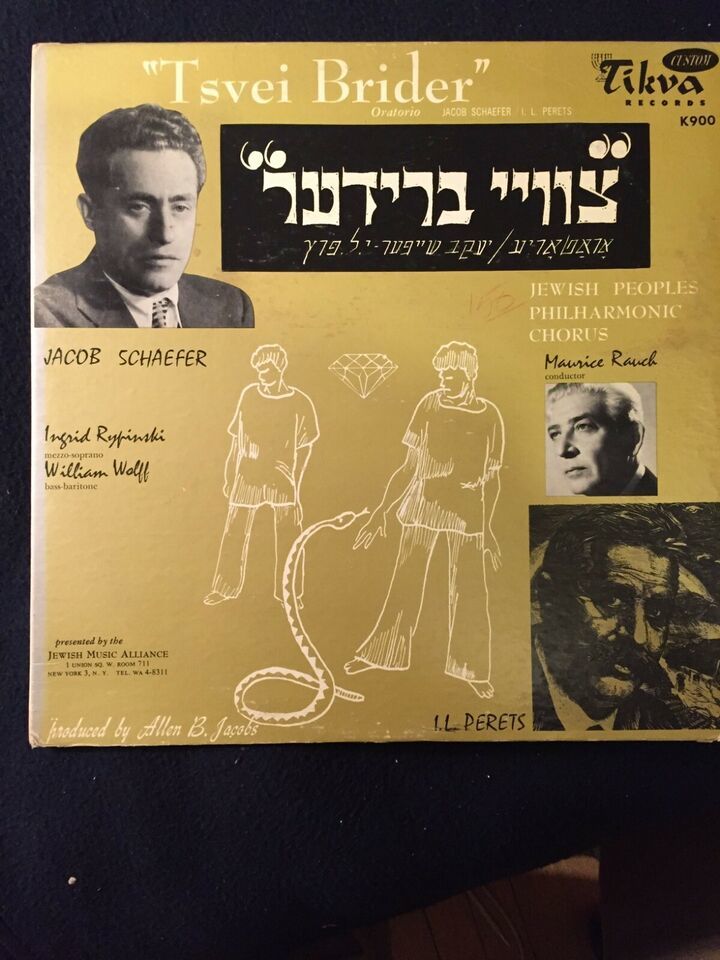 "Tsvei Brider"
Oratorio JACOB SCHAEFER / I. L. PERETS
CUSTOM
Tikva
RECORDS
K900
"צוויי ברידער"
אָראַטאָריע/יעקב שייפער-י.ל.פרץ
JEWISH PEOPLES
PHILHARMONIC
CHORUS
JACOB SCHAEFER
Maurice Rauch
conductor
Ingrid Rypinski
mezzo-soprano
William Wolff
bass-baritone
presented by the
JEWISH MUSIC ALLIANCE
1 UNION SQ. W. ROOM 711
NEW YORK 3, N. Y. TEL. WA 4-8311
produced by Allen B. Jacobs
I.L. PERETS